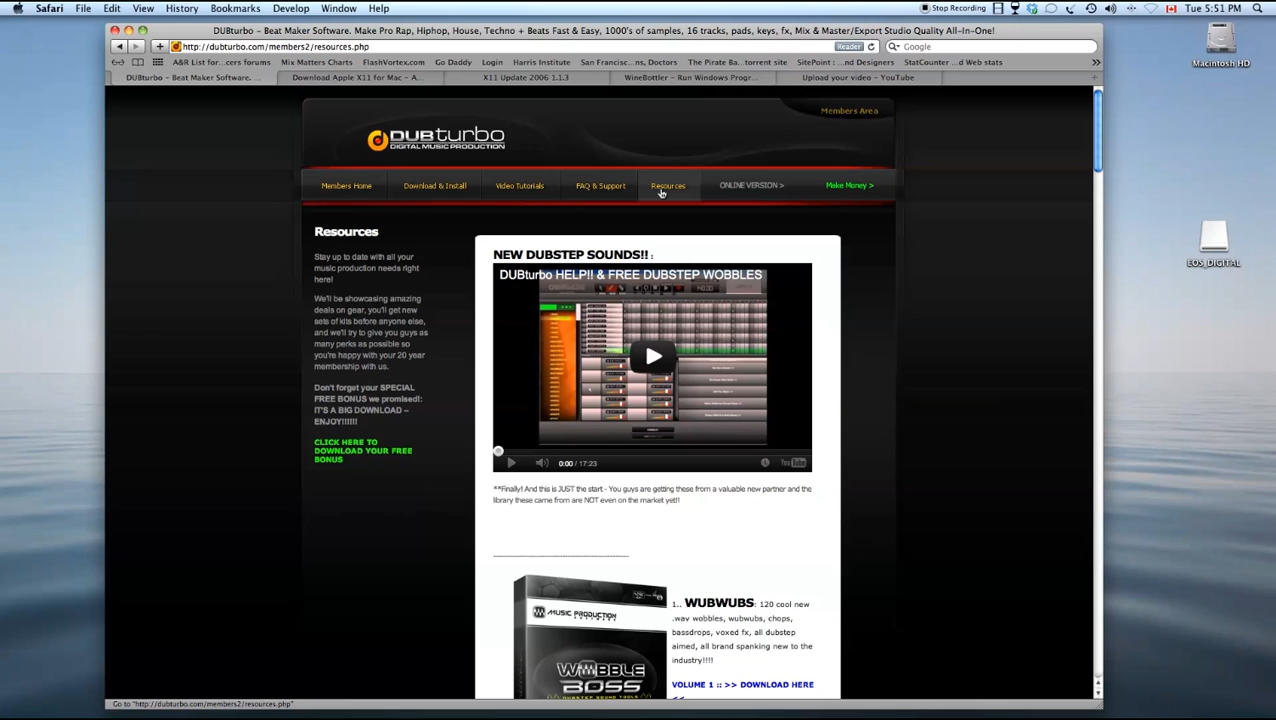 Safari File Edit View History Bookmarks Develop Window Help Stop Recording Tue 5:51 PM
DUBturbo – Beat Maker Software. Make Pro Rap, Hiphop, House, Techno + Beats Fast & Easy, 1000's of samples, 16 tracks, pads, keys, fx, Mix & Master/Export Studio Quality All-In-One!
http://dubturbo.com/members2/resources.php Reader Google
A&R List for...cers forums Mix Matters Charts FlashVortex.com Go Daddy Login Harris Institute San Francisc...ns, Doctors The Pirate Ba...torrent site SitePoint : ...nd Designers StatCounter ...d Web stats
DUBturbo – Beat Maker Software. ... Download Apple X11 for Mac – A... X11 Update 2006 1.1.3 WineBottler – Run Windows Progr... Upload your video – YouTube
Macintosh HD
Members Area
DUBturbo
DIGITAL MUSIC PRODUCTION
Members Home Download & Install Video Tutorials FAQ & Support Resources ONLINE VERSION > Make Money >
Resources
Stay up to date with all your
music production needs right
here!
We'll be showcasing amazing
deals on gear, you'll get new
sets of kits before anyone else,
and we'll try to give you guys as
many perks as possible so
you're happy with your 20 year
membership with us.
Don't forget your SPECIAL
FREE BONUS we promised!:
IT'S A BIG DOWNLOAD –
ENJOY!!!!!!
CLICK HERE TO
DOWNLOAD YOUR FREE
BONUS
NEW DUBSTEP SOUNDS!! :
DUBturbo HELP!! & FREE DUBSTEP WOBBLES
0:00 / 17:23 YouTube
**Finally! And this is JUST the start - You guys are getting these from a valuable new partner and the
library these came from are NOT even on the market yet!!
MUSIC PRODUCTION
SOFTWARE
WOBBLE
BOSS
DUBSTEP SOUND TOOLS
1.. WUBWUBS: 120 cool new
.wav wobbles, wubwubs, chops,
bassdrops, voxed fx, all dubstep
aimed, all brand spanking new to the
industry!!!!
VOLUME 1 :: >> DOWNLOAD HERE
<<
EOS_DIGITAL
Go to "http://dubturbo.com/members2/resources.php"